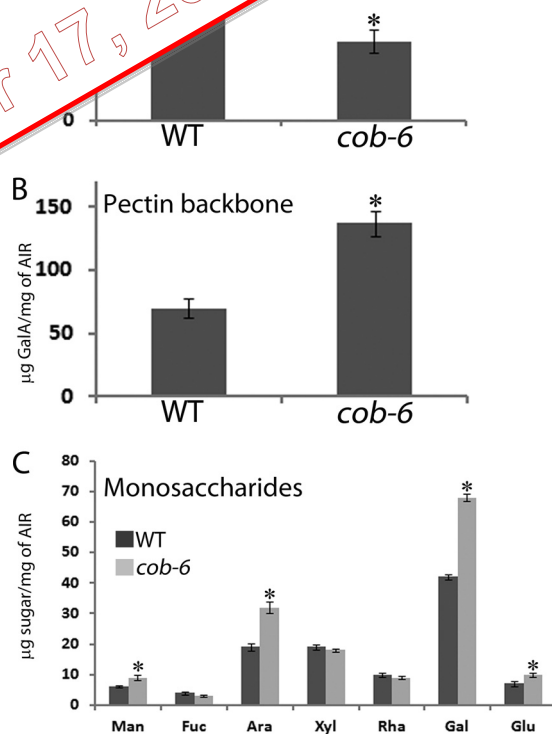 r 17, 20
*
0
WT cob-6
B
Pectin backbone
*
150
100
50
0
µg GalA/mg of AIR
WT cob-6
C
Monosaccharides
WT
cob-6
80
70
60
50
40
30
20
10
0
µg sugar/mg of AIR
* * * *
Man Fuc Ara Xyl Rha Gal Glu